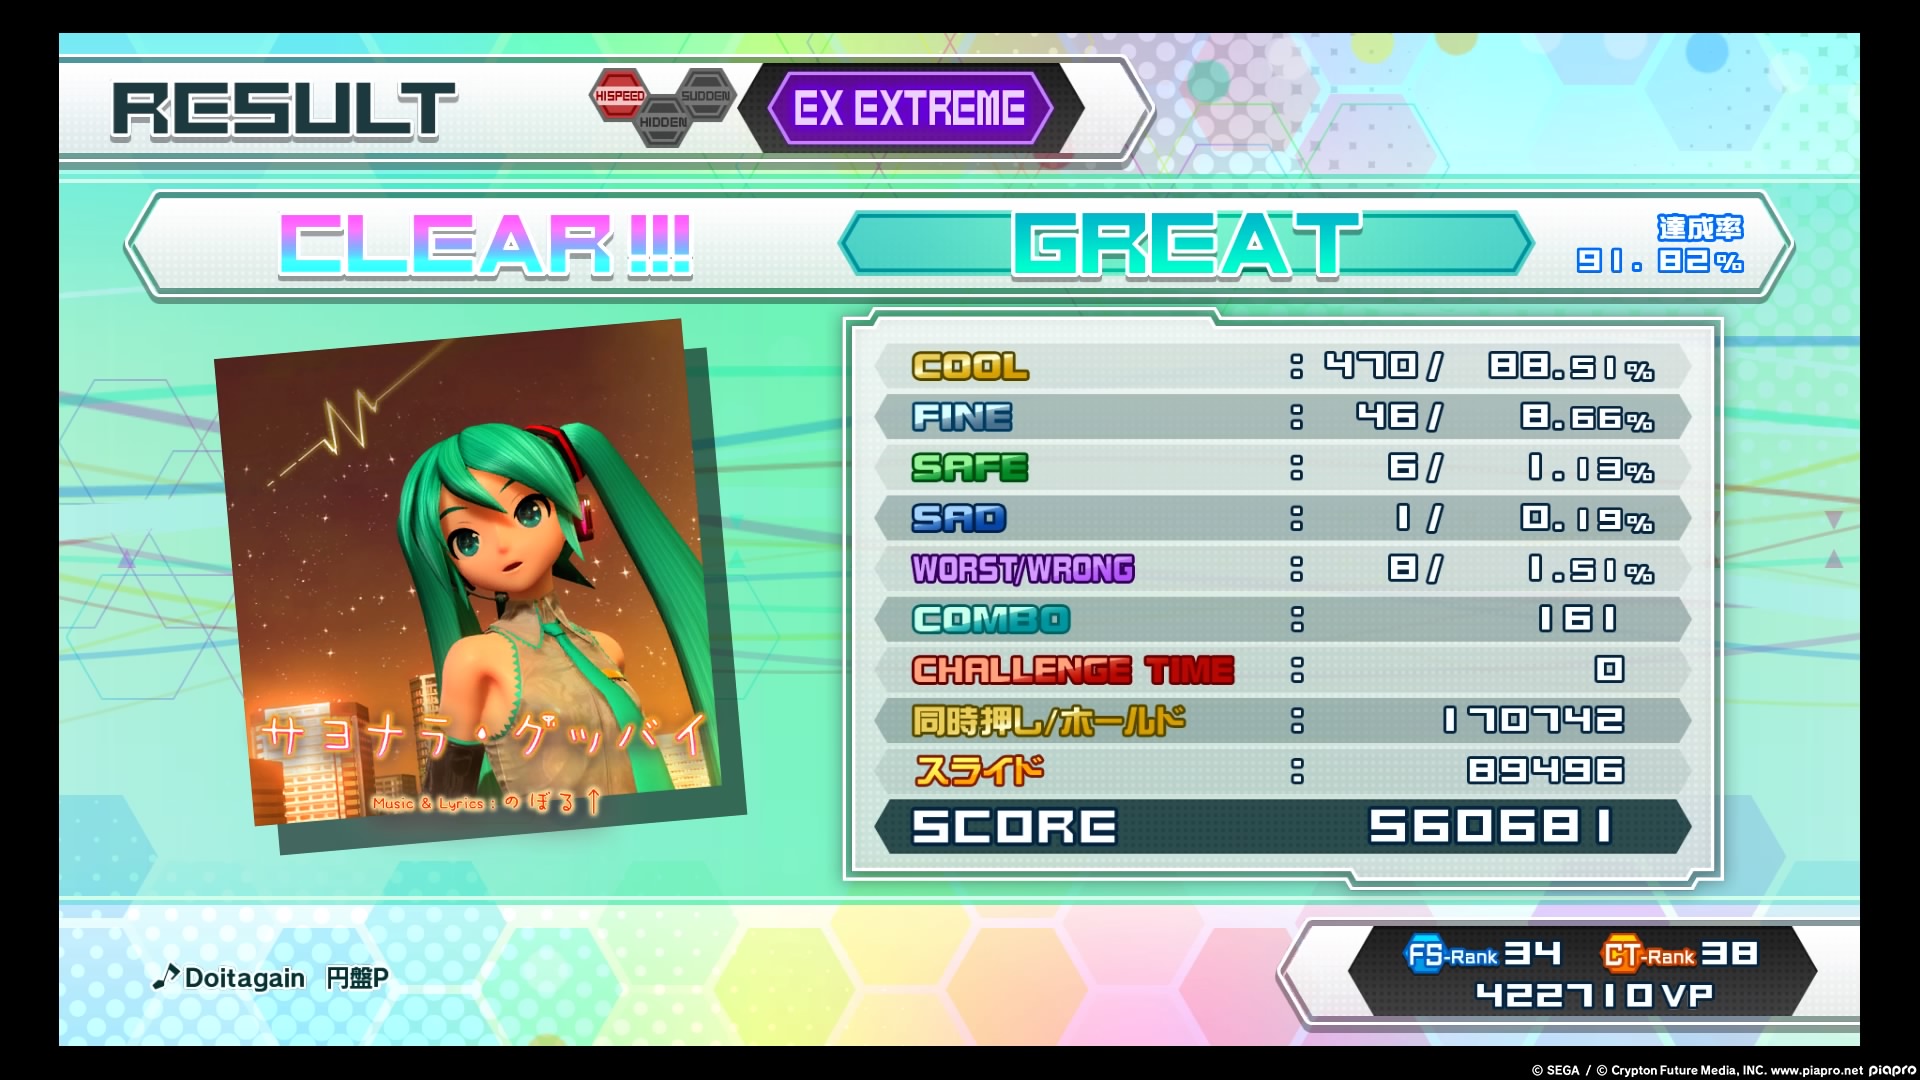 RESULT
HISPEED
HIDDEN
SUDDEN
EX EXTREME
CLEAR!!!
GREAT
達成率
91.82%
COOL : 470/ 88.51%
FINE : 46/ 8.66%
SAFE : 6/ 1.13%
SAD : 1/ 0.19%
WORST/WRONG : 8/ 1.51%
COMBO : 161
CHALLENGE TIME : 0
同時押し/ホールド : 170742
スライド : 89496
SCORE 560681
サヨナラ・グッバイ
Music & Lyrics : のぼる↑
♪Doitagain 円盤P
FS-Rank 34 CT-Rank 38
422710VP
© SEGA / © Crypton Future Media, INC. www.piapro.net piapro